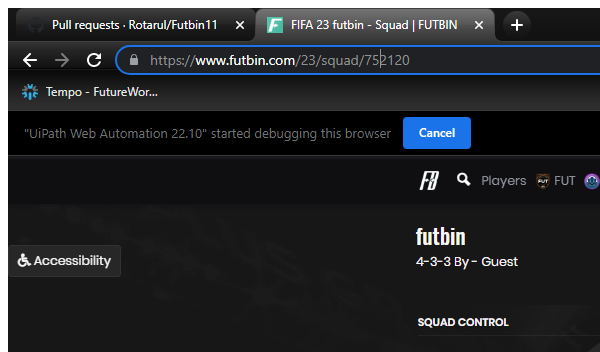 Pull requests · Rotarul/Futbin11
FIFA 23 futbin - Squad | FUTBIN
https://www.futbin.com/23/squad/752120
Tempo - FutureWor...
"UiPath Web Automation 22.10" started debugging this browser
Cancel
Players
FUT
futbin
4-3-3 By - Guest
Accessibility
SQUAD CONTROL